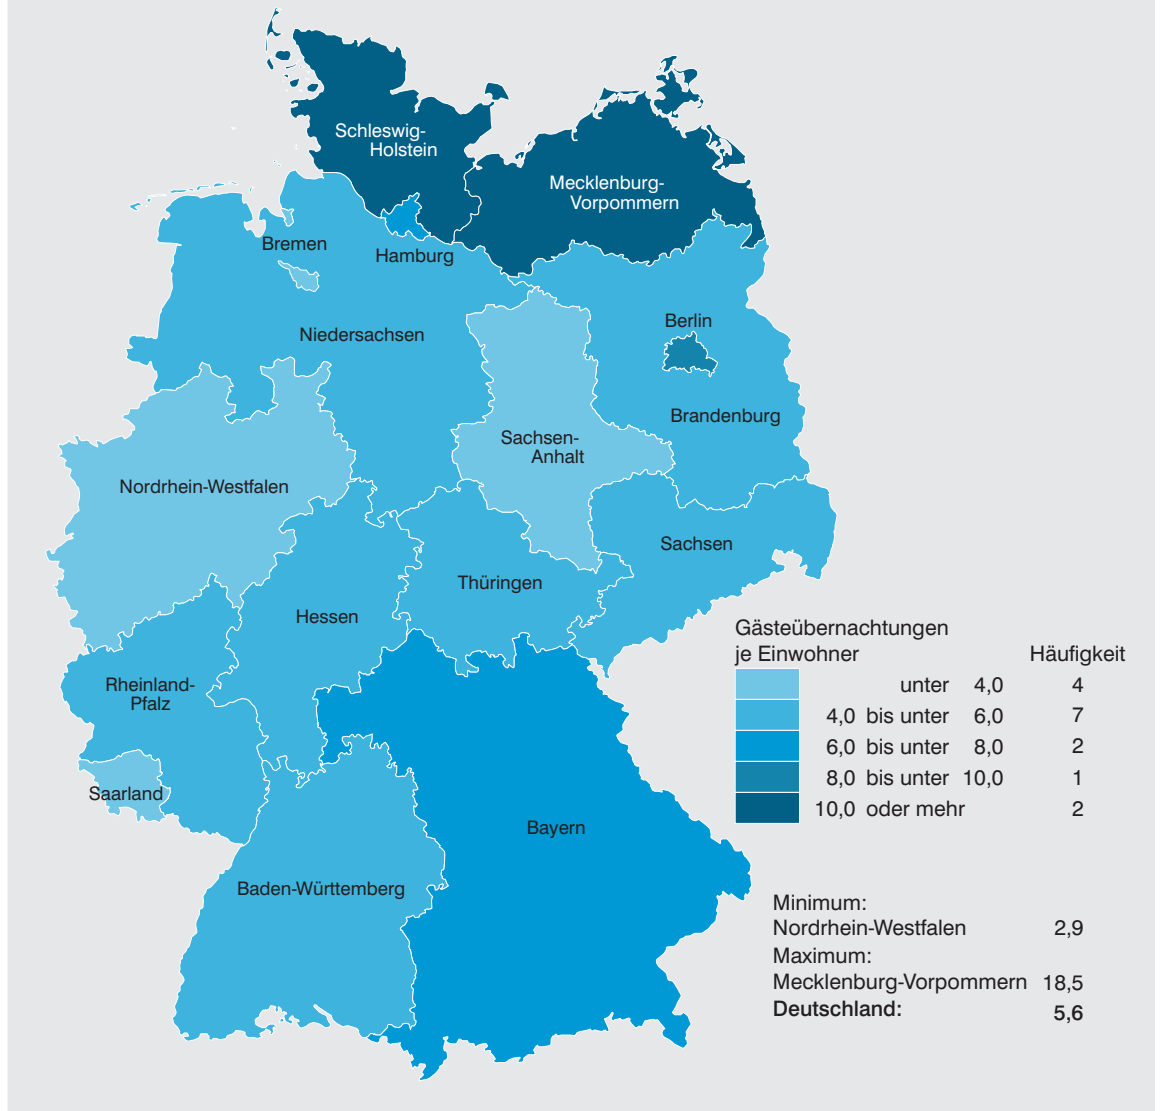 Schleswig-
Holstein
Mecklenburg-
Vorpommern
Bremen
Hamburg
Niedersachsen
Berlin
Brandenburg
Sachsen-
Anhalt
Nordrhein-Westfalen
Sachsen
Thüringen
Hessen
Rheinland-
Pfalz
Saarland
Bayern
Baden-Württemberg
Gästeübernachtungen
je Einwohner Häufigkeit
unter 4,0 4
4,0 bis unter 6,0 7
6,0 bis unter 8,0 2
8,0 bis unter 10,0 1
10,0 oder mehr 2
Minimum:
Nordrhein-Westfalen 2,9
Maximum:
Mecklenburg-Vorpommern 18,5
Deutschland: 5,6